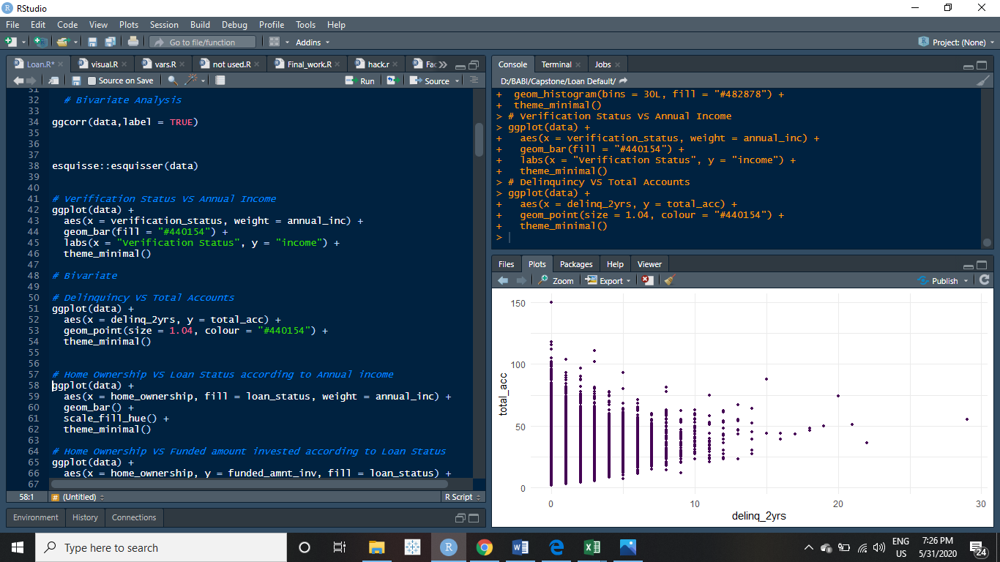 RStudio
File Edit Code View Plots Session Build Debug Profile Tools Help
Go to file/function Addins Project: (None)
Loan.R* visual.R vars.R not used.R Final_work.R hack.r Fac
Source on Save Run Source
31
32 # Bivariate Analysis
33
34 ggcorr(data,label = TRUE)
35
36
37
38 esquisse::esquisser(data)
39
40
41 # Verification Status VS Annual Income
42 ggplot(data) +
43 aes(x = verification_status, weight = annual_inc) +
44 geom_bar(fill = "#440154") +
45 labs(x = "Verification Status", y = "income") +
46 theme_minimal()
47
48 # Bivariate
49
50 # Delinquincy VS Total Accounts
51 ggplot(data) +
52 aes(x = delinq_2yrs, y = total_acc) +
53 geom_point(size = 1.04, colour = "#440154") +
54 theme_minimal()
55
56
57 # Home Ownership VS Loan Status according to Annual income
58 ggplot(data) +
59 aes(x = home_ownership, fill = loan_status, weight = annual_inc) +
60 geom_bar() +
61 scale_fill_hue() +
62 theme_minimal()
63
64 # Home Ownership VS Funded amount invested according to Loan Status
65 ggplot(data) +
66 aes(x = home_ownership, y = funded_amnt_inv, fill = loan_status) +
67
58:1 # (Untitled) R Script
Environment History Connections
Console Terminal Jobs
D:/BABI/Capstone/Loan Default/
+ geom_histogram(bins = 30L, fill = "#482878") +
+ theme_minimal()
> # Verification Status VS Annual Income
> ggplot(data) +
+ aes(x = verification_status, weight = annual_inc) +
+ geom_bar(fill = "#440154") +
+ labs(x = "Verification Status", y = "income") +
+ theme_minimal()
> # Delinquincy VS Total Accounts
> ggplot(data) +
+ aes(x = delinq_2yrs, y = total_acc) +
+ geom_point(size = 1.04, colour = "#440154") +
+ theme_minimal()
>
Files Plots Packages Help Viewer
Zoom Export Publish
150
100
50
0
total_acc
0 10 20 30
delinq_2yrs
Type here to search
ENG
US
7:26 PM
5/31/2020
24